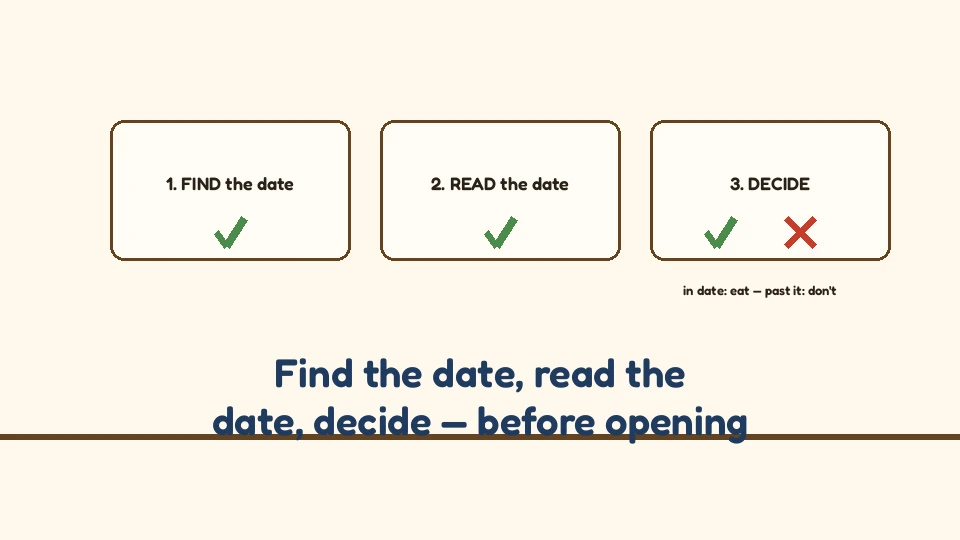 1. FIND the date
2. READ the date
3. DECIDE
in date: eat — past it: don't
Find the date, read the
date, decide — before opening